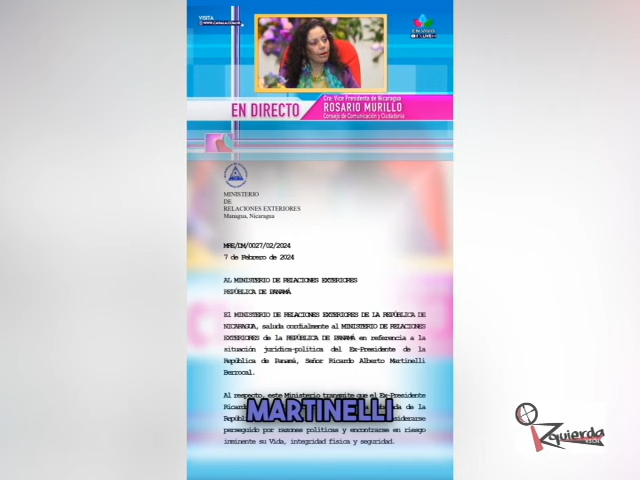 VISITA
EN VIVO
EN DIRECTO
Cra. Vice Presidenta de Nicaragua
ROSARIO MURILLO
Consejo de Comunicación y Ciudadanía
MINISTERIO
DE
RELACIONES EXTERIORES
Managua, Nicaragua
MRE/DM/0027/02/2024
7 de Febrero de 2024
AL MINISTERIO DE RELACIONES EXTERIORES
REPÚBLICA DE PANAMÁ
El MINISTERIO DE RELACIONES EXTERIORES DE LA REPÚBLICA DE
NICARAGUA, saluda cordialmente al MINISTERIO DE RELACIONES
EXTERIORES de la REPÚBLICA DE PANAMÁ en referencia a la
situación jurídica-política del Ex-Presidente de la
República de Panamá, Señor Ricardo Alberto Martinelli
Berrocal.
Al respecto, este Ministerio transmite que el Ex-Presidente
Ricardo de la
MARTINELLI
perseguido por razones políticas y encontrarse en riesgo
inminente su Vida, integridad física y seguridad.
Izquierda